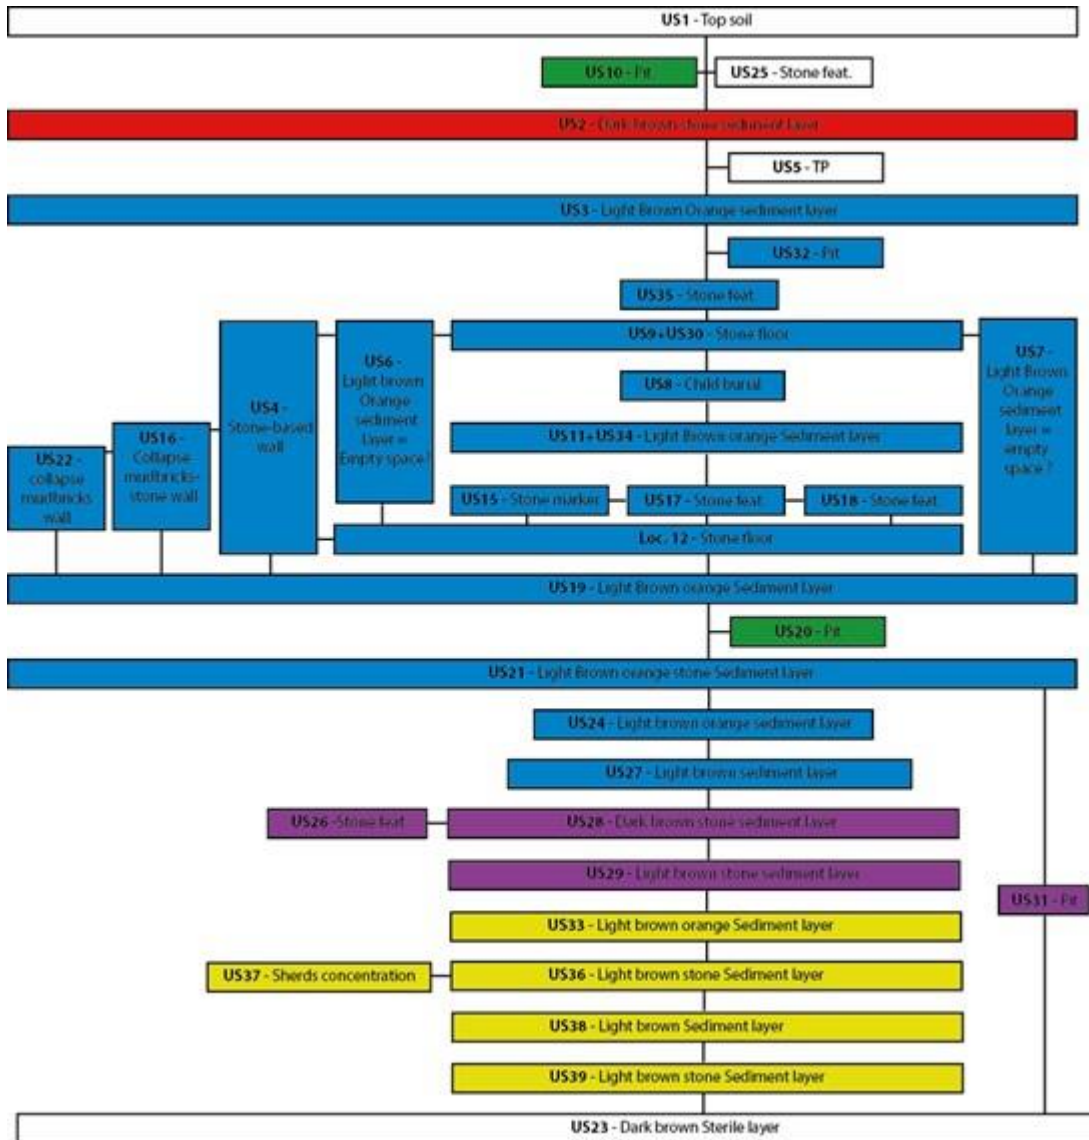 US1 - Top soil
US10 - Pit
US25 - Stone feat.
US2 - Dark brown stone sediment layer
US5 - TP
US3 - Light Brown Orange sediment layer
US32 - Pit
US35 - Stone feat.
US9+US30 - Stone floor
US6 -
Light brown
Orange
sediment
Layer =
Empty space?
US7 -
Light Brown
Orange
sediment
layer =
empty
space ?
US8 - Child burial
US4 -
Stone-based
wall
US11+US34 - Light Brown orange Sediment layer
US16 -
Collapse
mudbricks-
stone wall
US22 -
collapse
mudbricks
wall
US15 - Stone marker
US17 - Stone feat.
US18 - Stone feat.
Loc. 12 - Stone floor
US19 - Light Brown orange Sediment layer
US20 - Pit
US21 - Light Brown orange stone Sediment layer
US24 - Light brown orange sediment layer
US27 - Light brown sediment layer
US26 -Stone feat.
US28 - Dark brown stone sediment layer
US29 - Light brown stone sediment layer
US31 - Pit
US33 - Light brown orange Sediment layer
US37 - Sherds concentration
US36 - Light brown stone Sediment layer
US38 - Light brown Sediment layer
US39 - Light brown stone Sediment layer
US23 - Dark brown Sterile layer